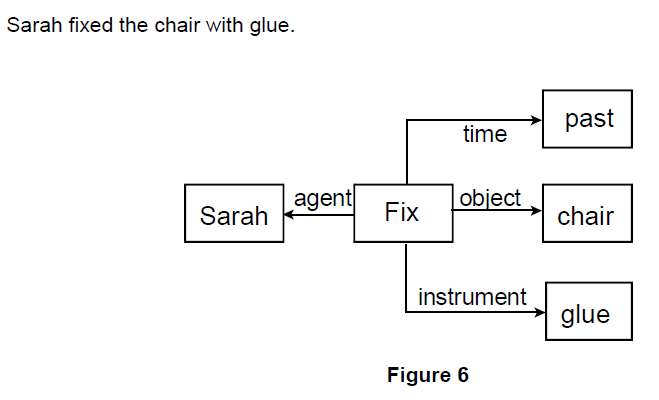 Sarah fixed the chair with glue.
past
time
agent
object
Sarah
Fix
chair
instrument
glue
Figure 6